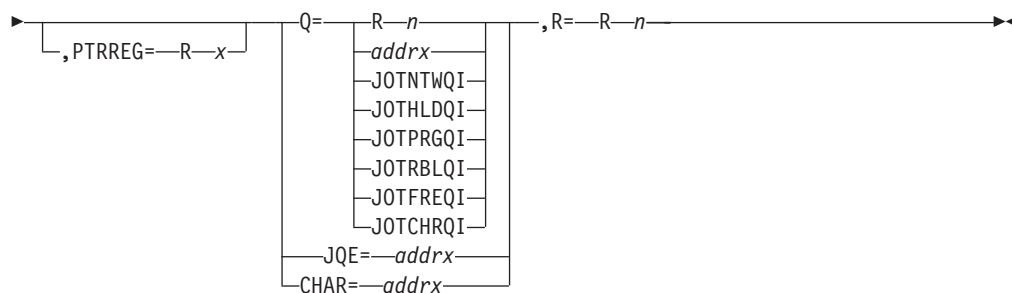 Q= R n ,R= R n
,PTRREG= R x addrx
JOTNTWQI
JOTHLDQI
JOTPRGQI
JOTRBLQI
JOTFREQI
JOTCHRQI
JQE= addrx
CHAR= addrx